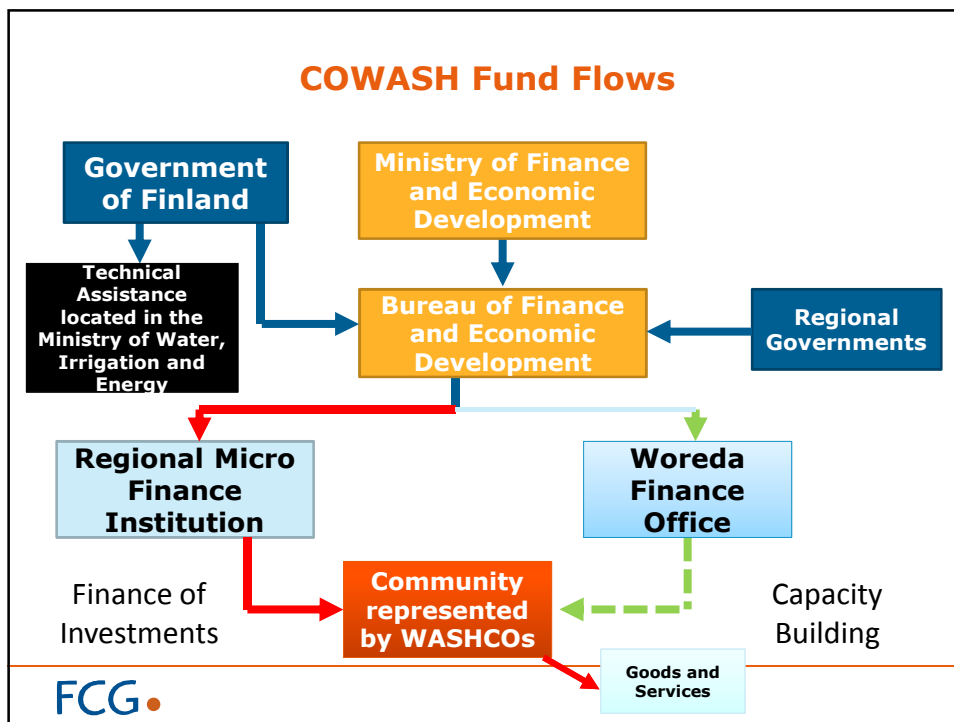 COWASH Fund Flows
Government
of Finland
Ministry of Finance
and Economic
Development
Technical
Assistance
located in the
Ministry of Water,
Irrigation and
Energy
Bureau of Finance
and Economic
Development
Regional
Governments
Regional Micro
Finance
Institution
Woreda
Finance
Office
Finance of
Investments
Community
represented
by WASHCOs
Capacity
Building
Goods and
Services
FCG